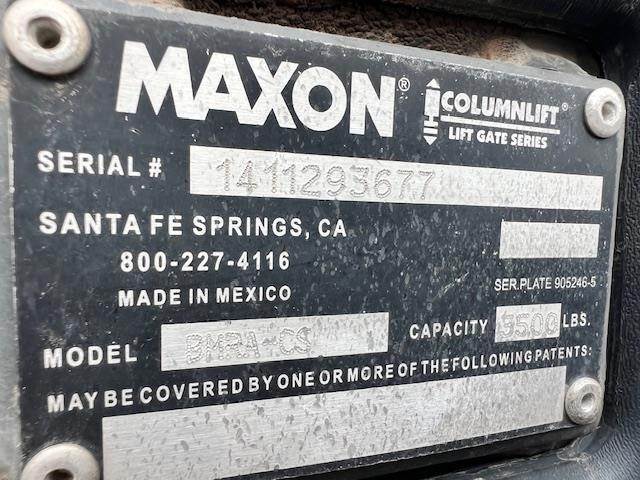 MAXON® COLUMNLIFT®
LIFT GATE SERIES
SERIAL # 1411293677
SANTA FE SPRINGS, CA
800-227-4116
MADE IN MEXICO
SER.PLATE 905246-5
MODEL CAPACITY 3500 LBS.
MAY BE COVERED BY ONE OR MORE OF THE FOLLOWING PATENTS: